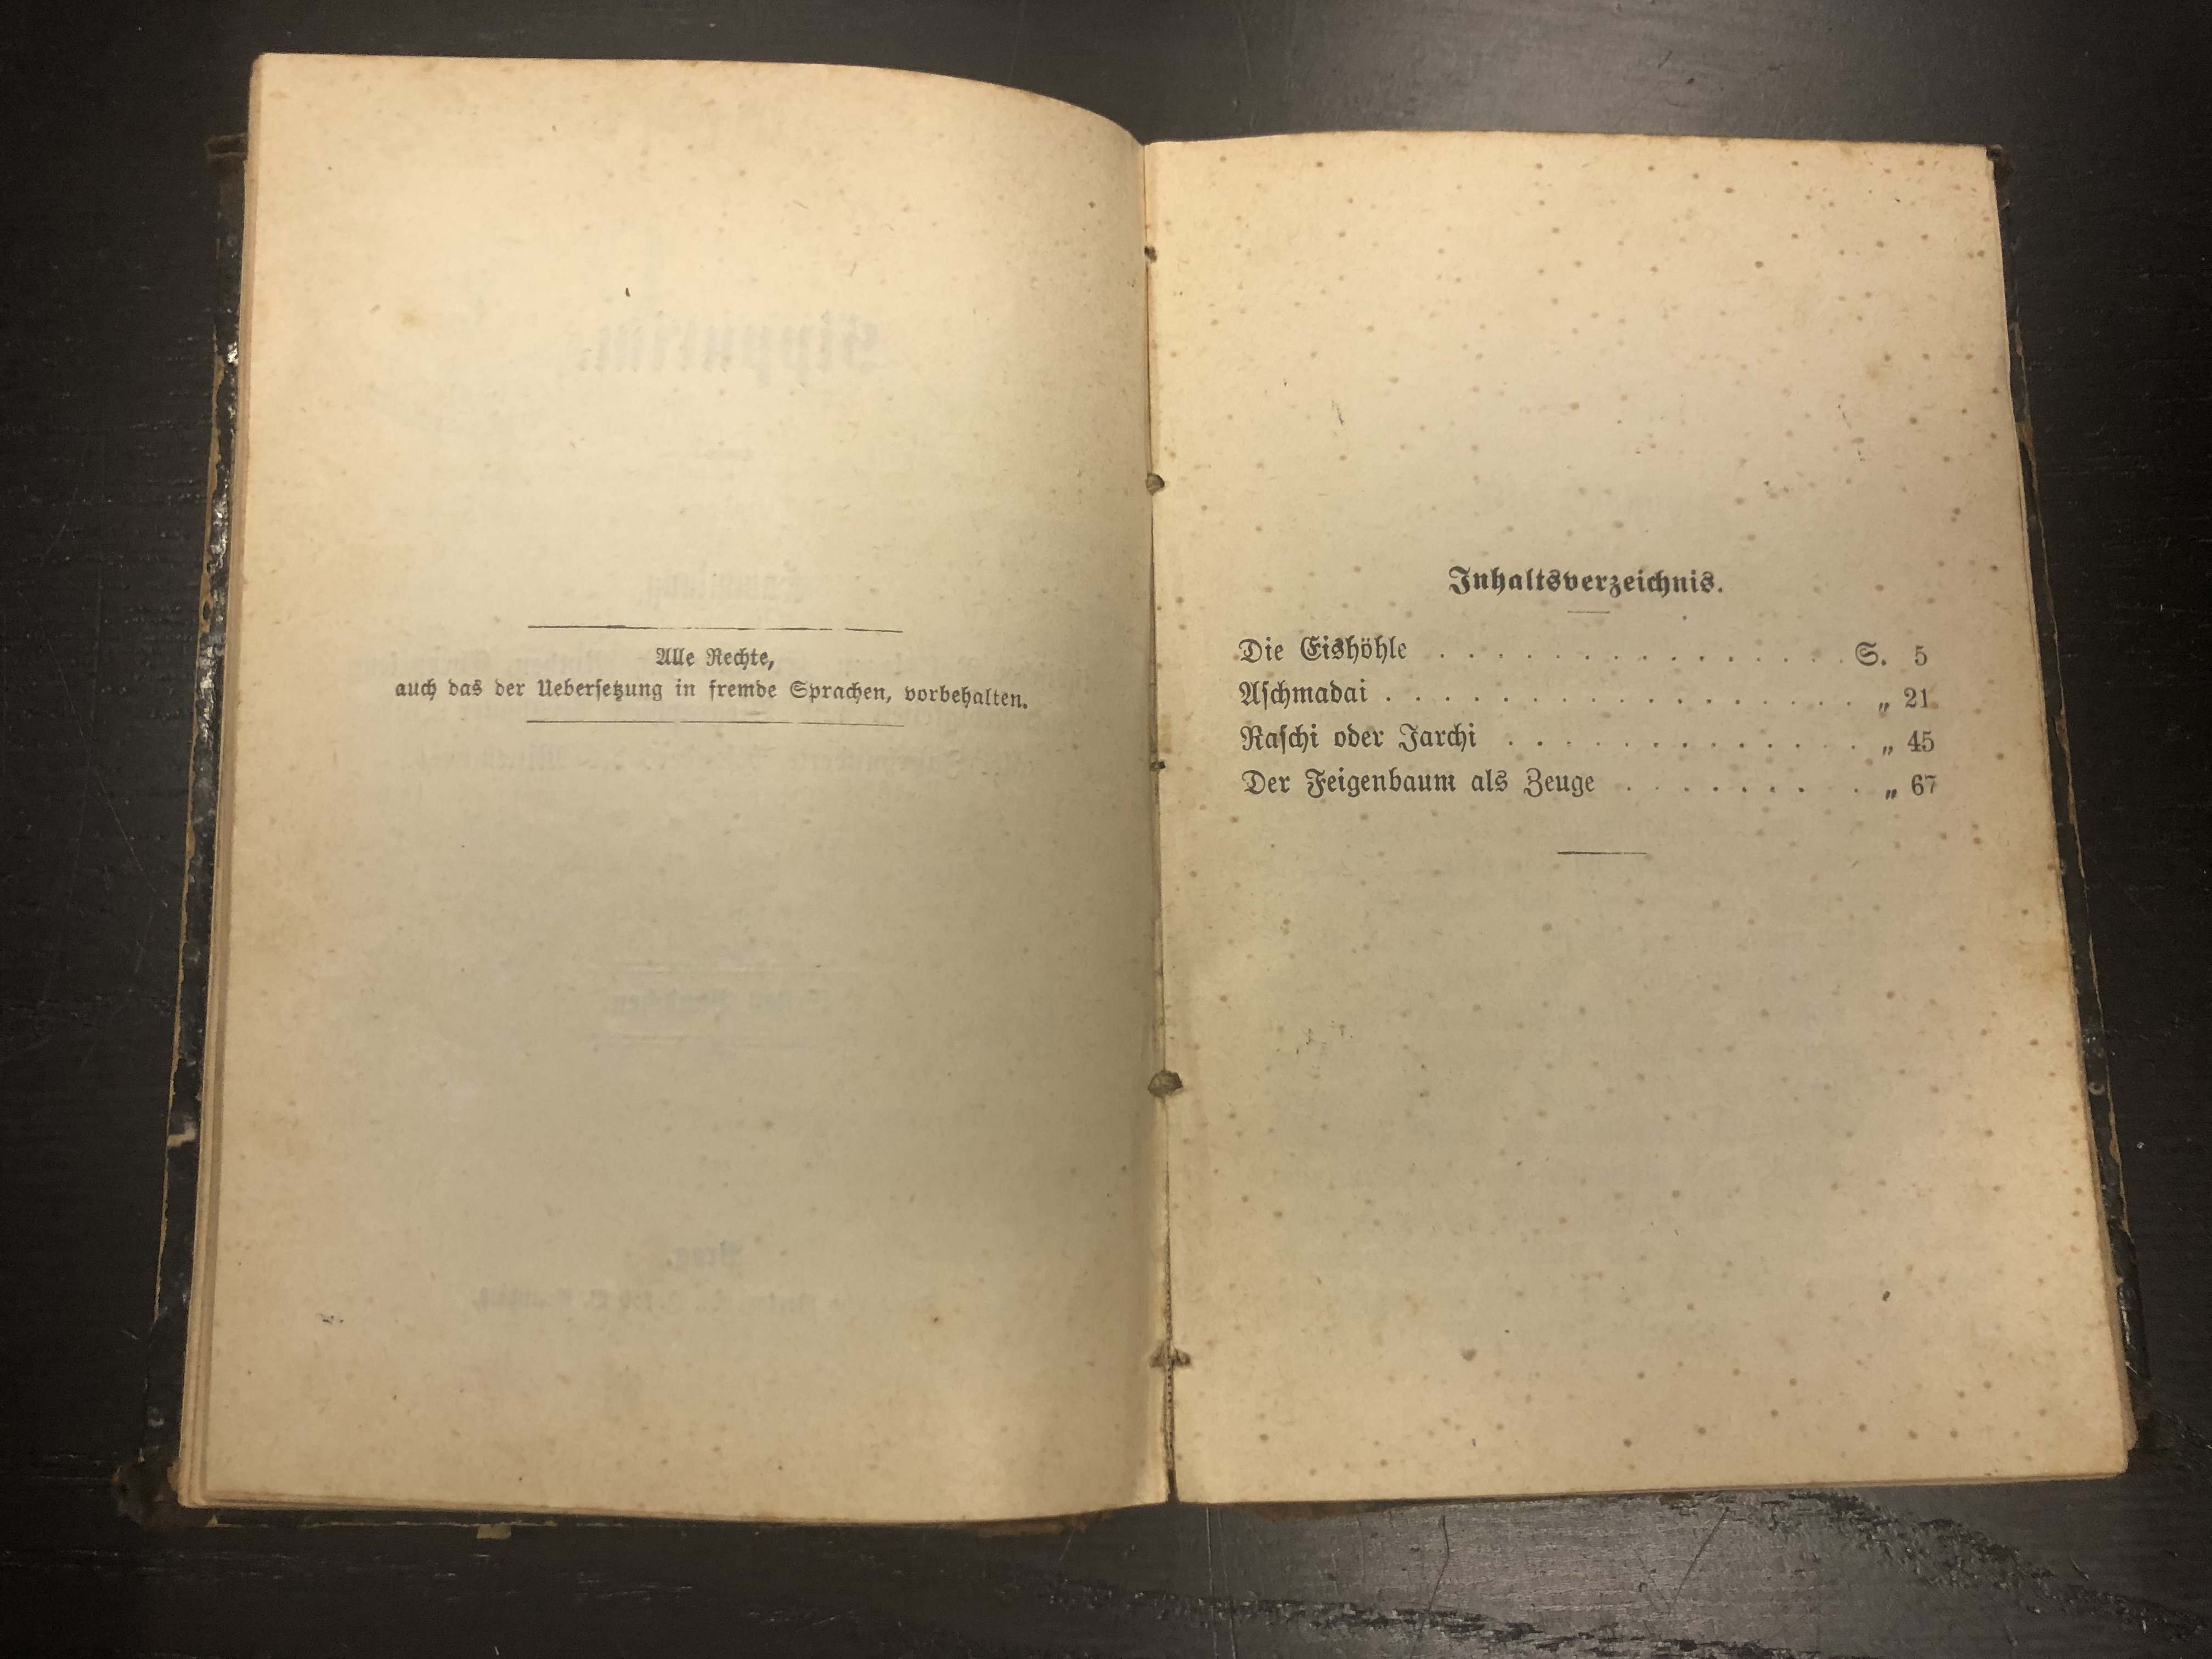 Alle Rechte,
auch das der Uebersetzung in fremde Sprachen, vorbehalten.
Inhaltsverzeichnis.
Die Eishöhle . . . . . . . . . . . . . . . S. 5
Aschmadai . . . . . . . . . . . . . . . . . „ 21
Raschi oder Jarchi . . . . . . . . . . . . . „ 45
Der Feigenbaum als Zeuge . . . . . . . . . „ 67